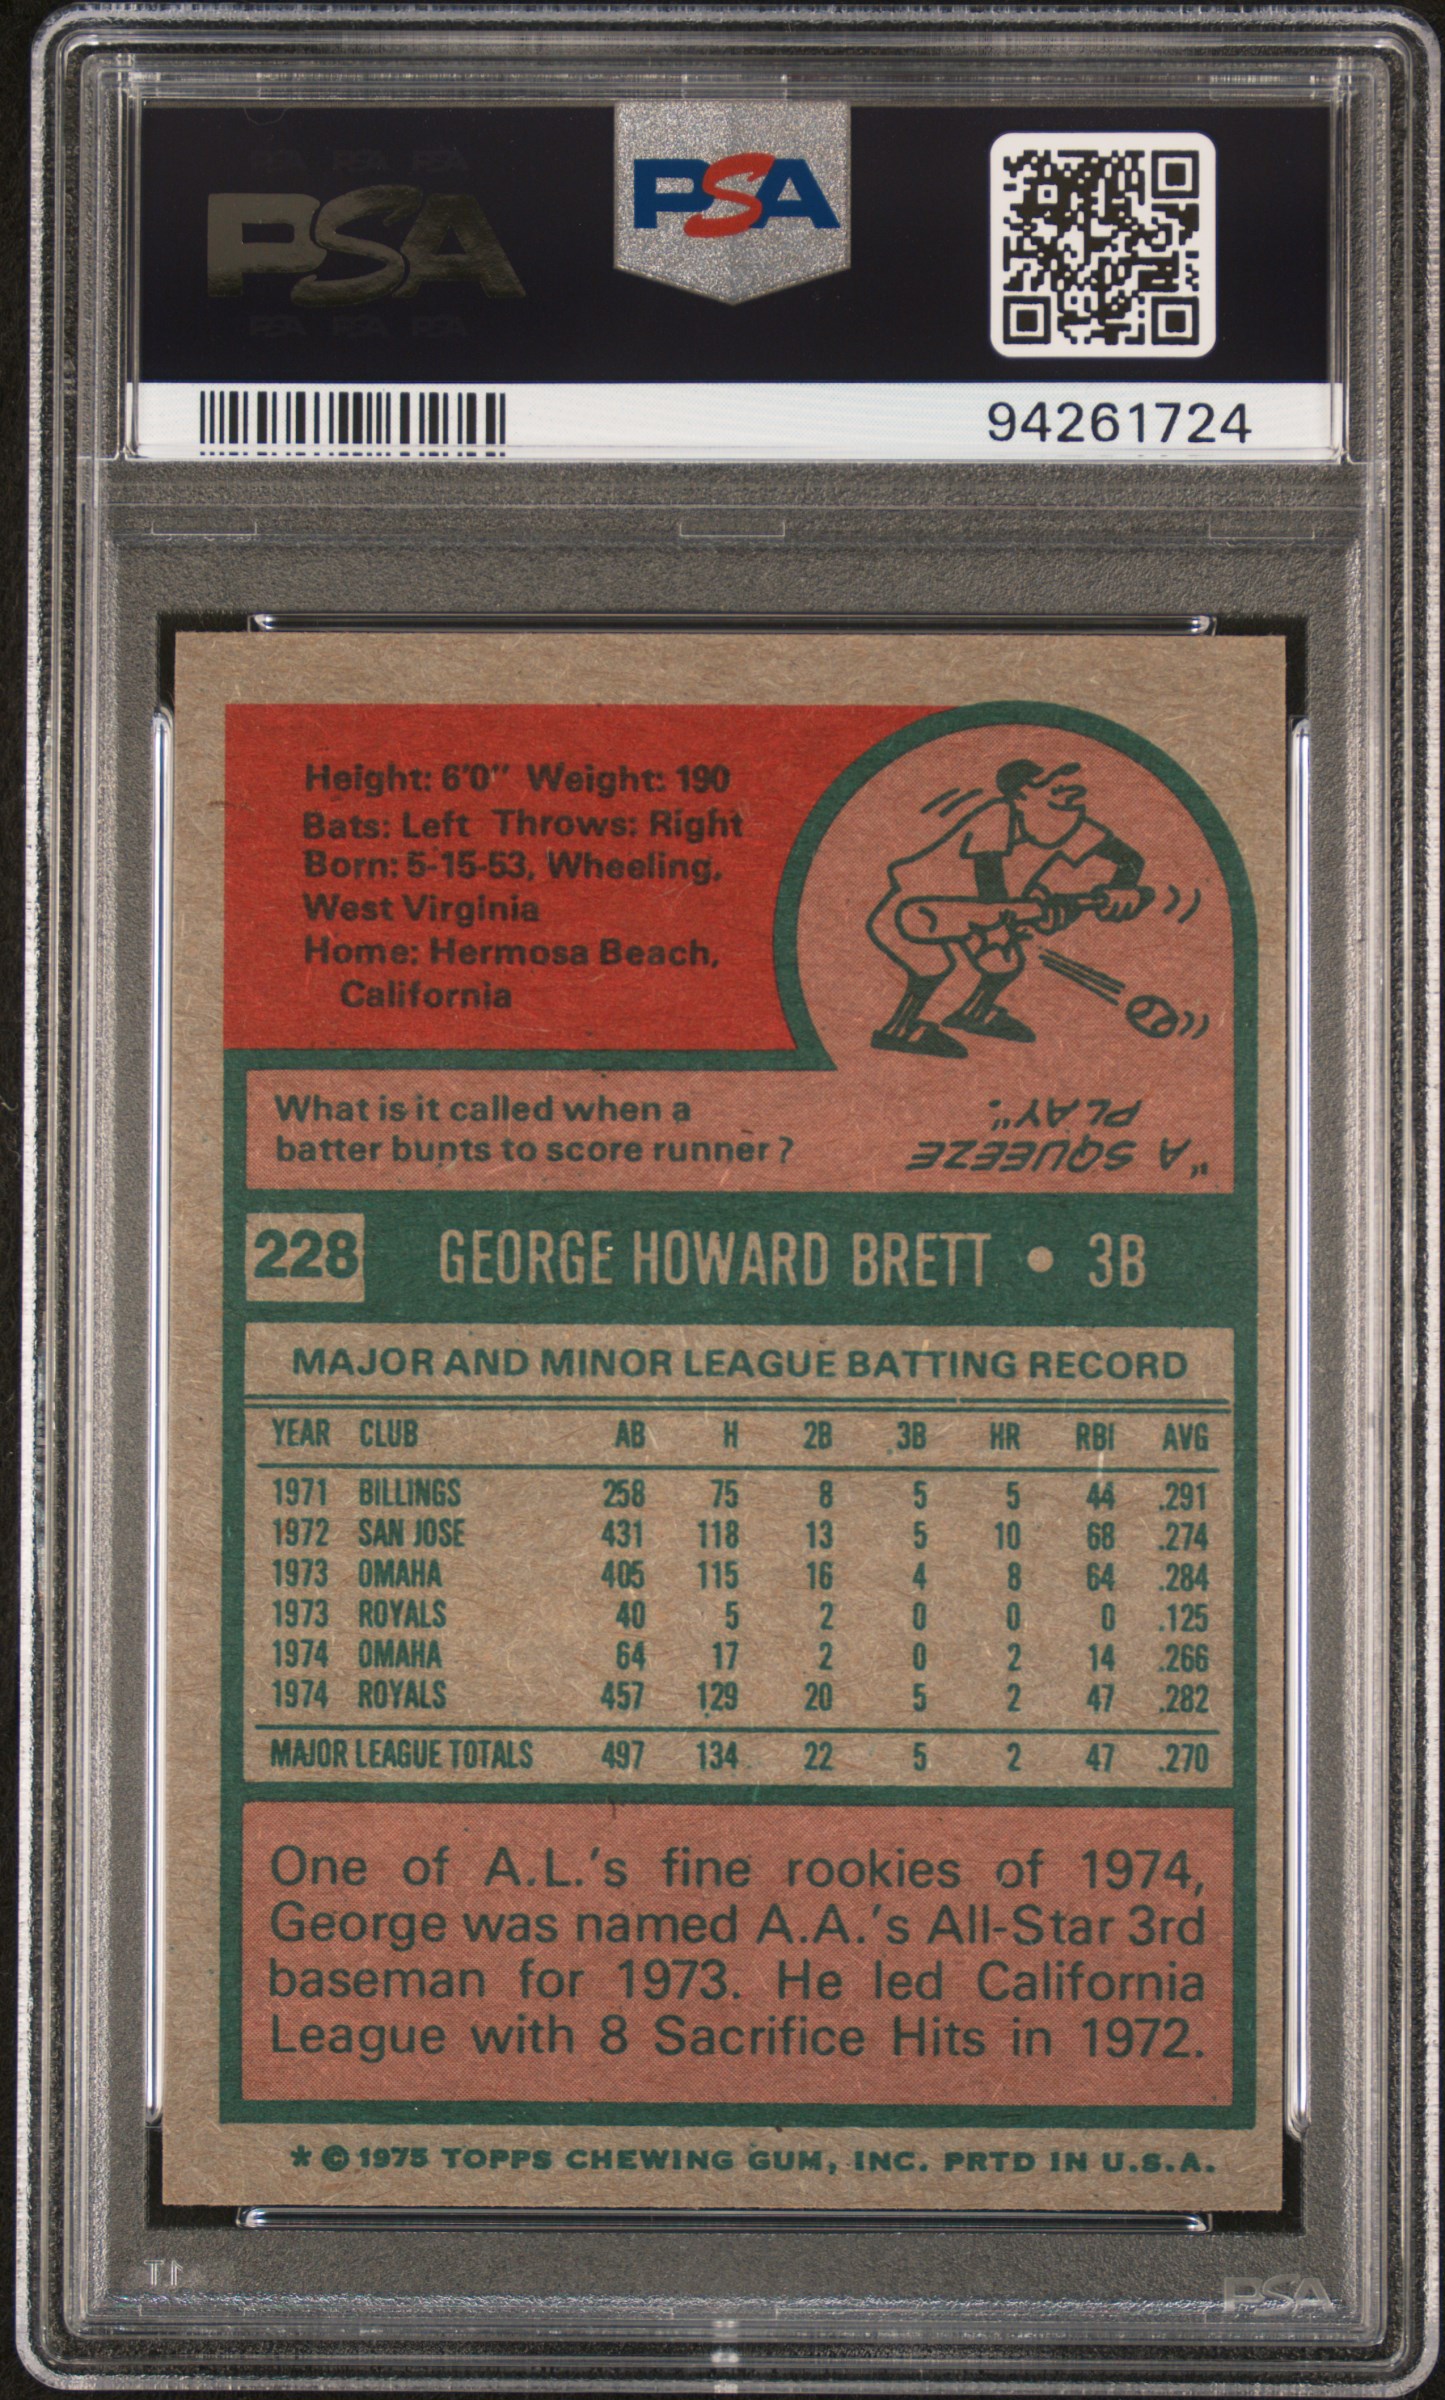 PSA PSA PSA
PSA
PSA PSA PSA
PSA
94261724
Height: 6'0" Weight: 190
Bats: Left Throws: Right
Born: 5-15-53, Wheeling,
West Virginia
Home: Hermosa Beach,
California
What is it called when a
batter bunts to score runner?
"A SQUEEZE
PLAY".
228 GEORGE HOWARD BRETT • 3B
MAJOR AND MINOR LEAGUE BATTING RECORD
YEAR CLUB AB H 2B 3B HR RBI AVG
1971 BILLINGS 258 75 8 5 5 44 .291
1972 SAN JOSE 431 118 13 5 10 68 .274
1973 OMAHA 405 115 16 4 8 64 .284
1973 ROYALS 40 5 2 0 0 0 .125
1974 OMAHA 64 17 2 0 2 14 .266
1974 ROYALS 457 129 20 5 2 47 .282
MAJOR LEAGUE TOTALS 497 134 22 5 2 47 .270
One of A.L.'s fine rookies of 1974,
George was named A.A.'s All-Star 3rd
baseman for 1973. He led California
League with 8 Sacrifice Hits in 1972.
* © 1975 TOPPS CHEWING GUM, INC. PRTD IN U.S.A.
PSA